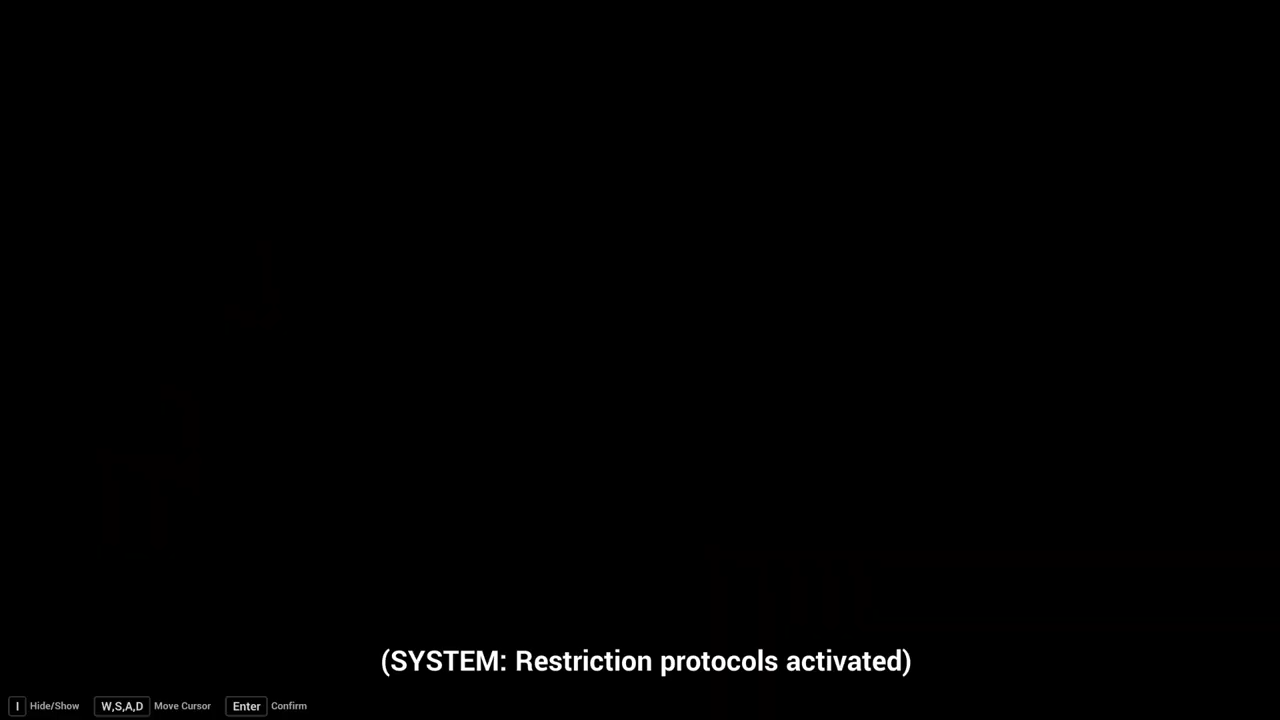 (SYSTEM: Restriction protocols activated)
I Hide/Show W,S,A,D Move Cursor Enter Confirm